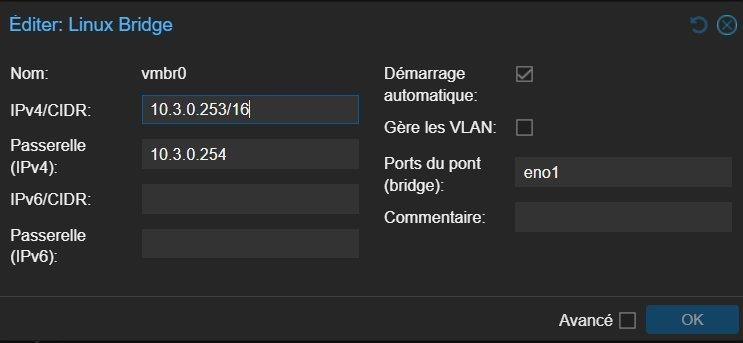 Éditer: Linux Bridge
Nom: vmbr0
IPv4/CIDR: 10.3.0.253/16
Passerelle
(IPv4): 10.3.0.254
IPv6/CIDR:
Passerelle
(IPv6):
Démarrage
automatique:
Gère les VLAN:
Ports du pont
(bridge): eno1
Commentaire:
Avancé
OK